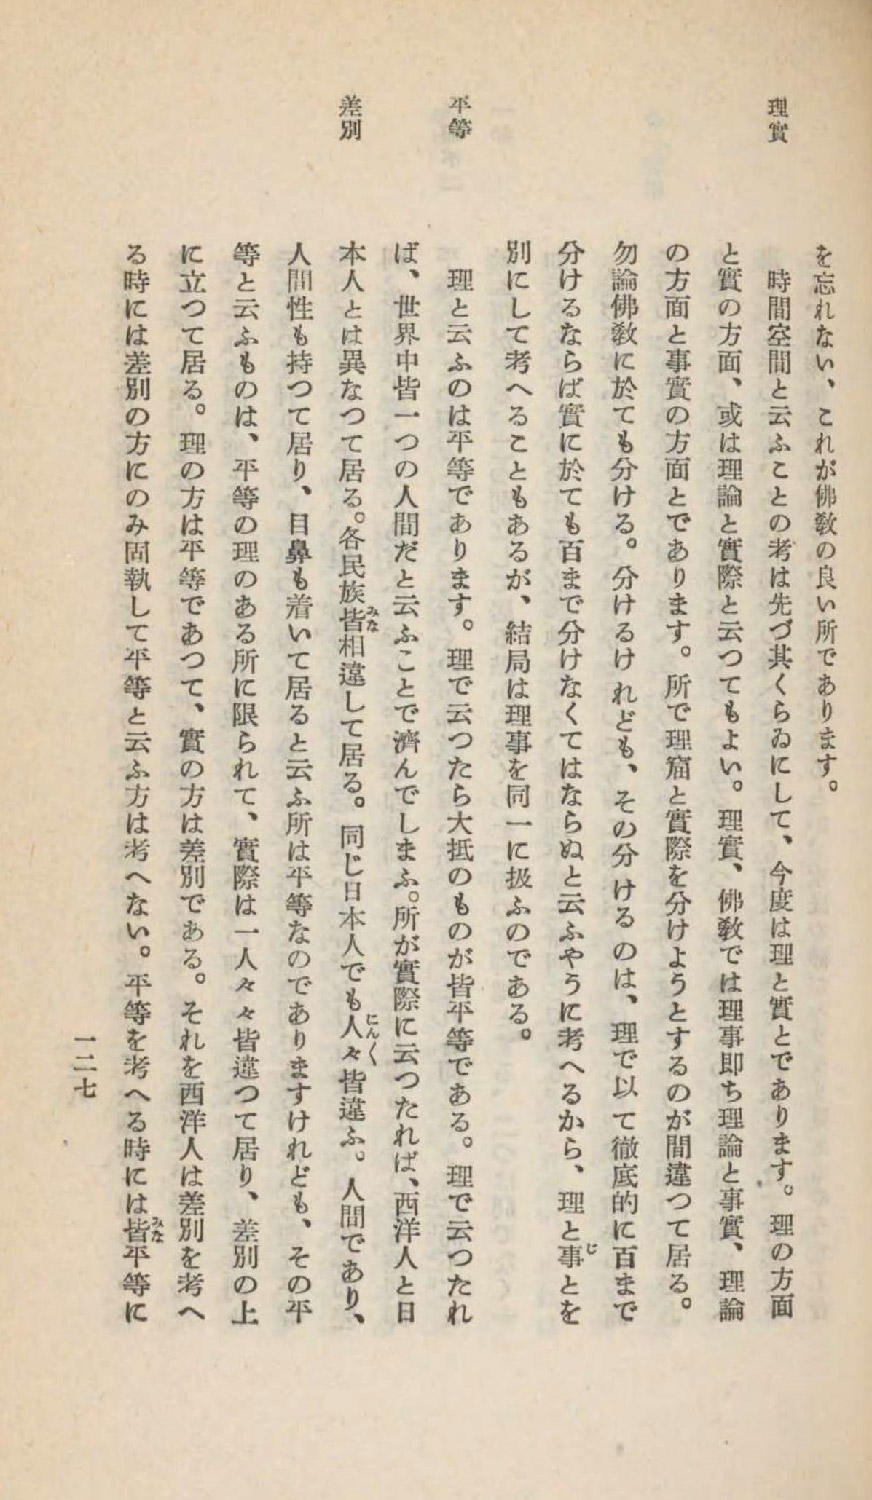 を忘れない、これが佛敎の良い所であります。
理實
時間空間と云ふことの考は先づ其くらゐにして、今度は理と實とであります。理の方面
と實の方面、或は理論と實際と云つてもよい。理實、佛敎では理事卽ち理論と事實、理論
の方面と事實の方面とであります。所で理窟と實際を分けようとするのが間違つて居る。
勿論佛敎に於ても分ける。分けるけれども、その分けるのは、理で以て徹底的に百まで
分けるならば實に於ても百まで分けなくてはならぬと云ふやうに考へるから、理と事とを
別にして考へることもあるが、結局は理事を同一に扱ふのである。
平等
理と云ふのは平等であります。理で云つたら大抵のものが皆平等である。理で云つたれ
ば、世界中皆一つの人間だと云ふことで濟んでしまふ。所が實際に云つたれば、西洋人と日
差別
本人とは異なつて居る。各民族皆相違して居る。同じ日本人でも人々皆違ふ。人間であり、
人間性も持つて居り、目鼻も着いて居ると云ふ所は平等なのでありますけれども、その平
等と云ふものは、平等の理のある所に限られて、實際は一人々々皆違つて居り、差別の上
に立つて居る。理の方は平等であつて、實の方は差別である。それを西洋人は差別を考へ
る時には差別の方にのみ固執して平等と云ふ方は考へない。平等を考へる時には皆平等に
一二七